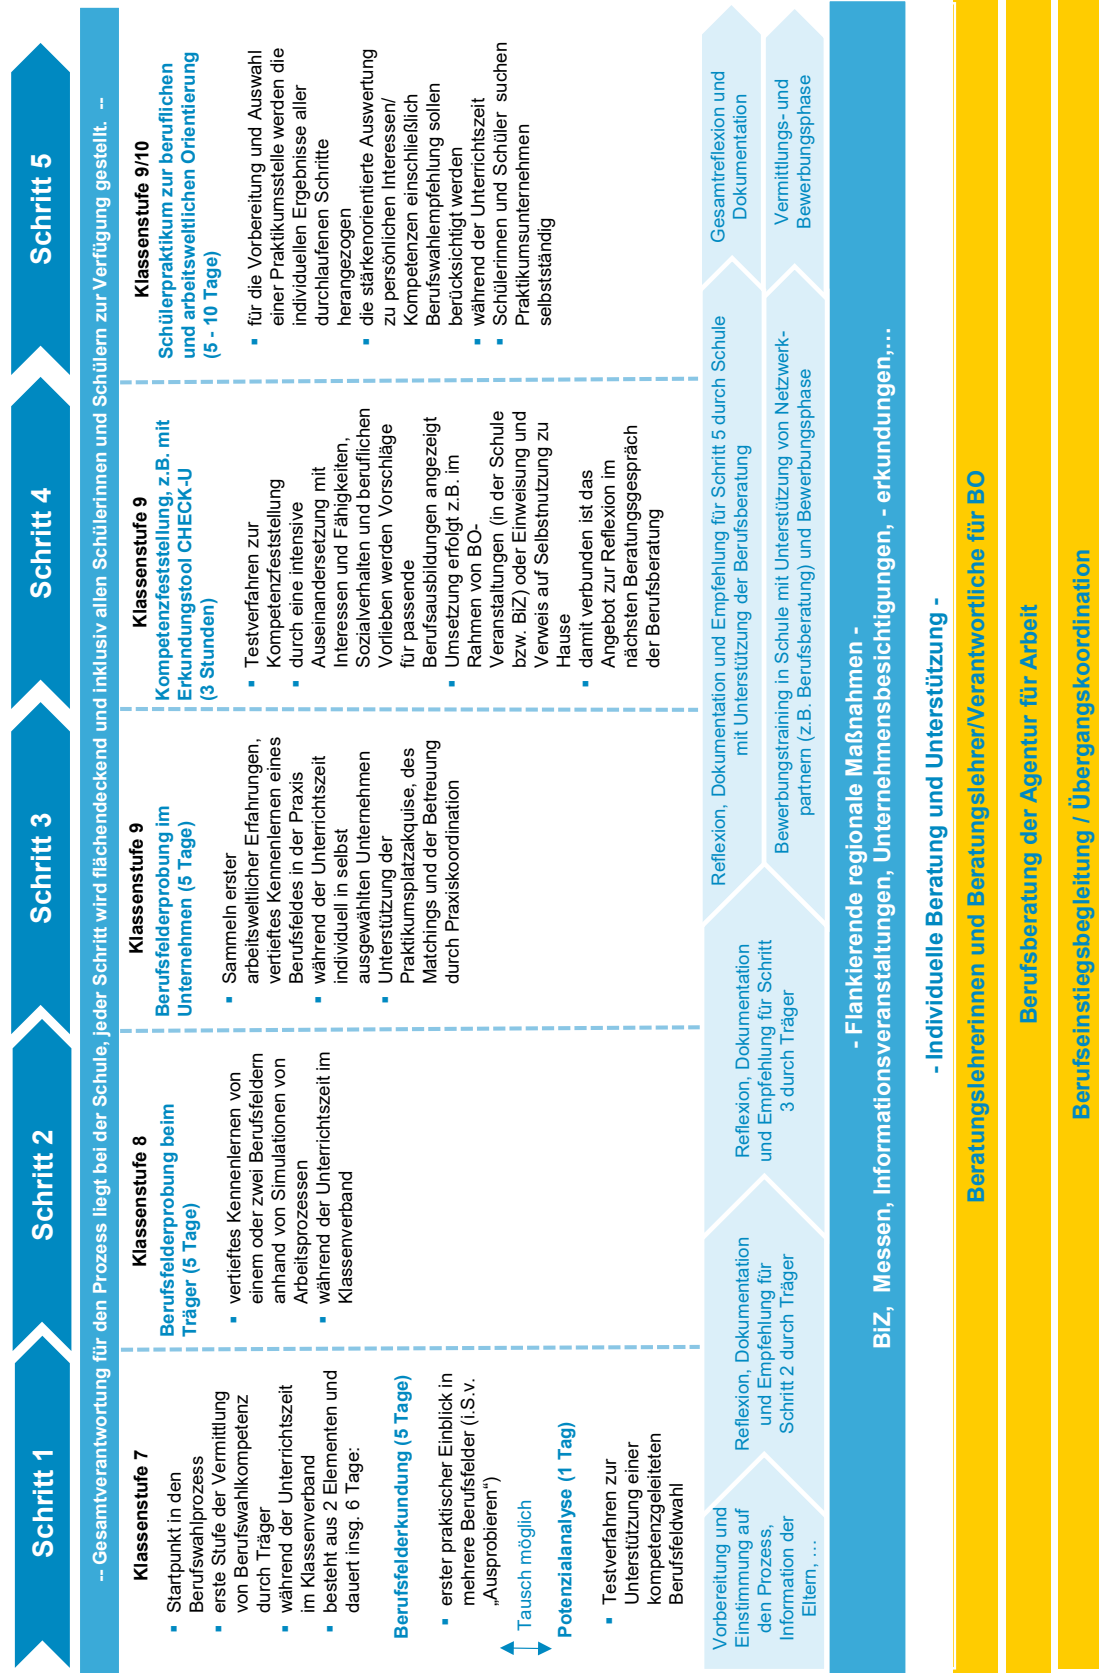 Schritt 1
Schritt 2
Schritt 3
Schritt 4
Schritt 5
-- Gesamtverantwortung für den Prozess liegt bei der Schule, jeder Schritt wird flächendeckend und inklusiv allen Schülerinnen und Schülern zur Verfügung gestellt. --
Klassenstufe 7
▪ Startpunkt in den
Berufswahlprozess
▪ erste Stufe der Vermittlung
von Berufswahlkompetenz
durch Träger
▪ während der Unterrichtszeit
im Klassenverband
▪ besteht aus 2 Elementen und
dauert insg. 6 Tage:
Berufsfelderkundung (5 Tage)
▪ erster praktischer Einblick in
mehrere Berufsfelder (i.S.v.
„Ausprobieren“)
Tausch möglich
Potenzialanalyse (1 Tag)
▪ Testverfahren zur
Unterstützung einer
kompetenzgeleiteten
Berufsfeldwahl
Klassenstufe 8
Berufsfelderprobung beim
Träger (5 Tage)
▪ vertieftes Kennenlernen von
einem oder zwei Berufsfeldern
anhand von Simulationen von
Arbeitsprozessen
▪ während der Unterrichtszeit im
Klassenverband
Klassenstufe 9
Berufsfelderprobung im
Unternehmen (5 Tage)
▪ Sammeln erster
arbeitsweltlicher Erfahrungen,
vertieftes Kennenlernen eines
Berufsfeldes in der Praxis
▪ während der Unterrichtszeit
individuell in selbst
ausgewählten Unternehmen
▪ Unterstützung der
Praktikumsplatzakquise, des
Matchings und der Betreuung
durch Praxiskoordination
Klassenstufe 9
Kompetenzfeststellung, z.B. mit
Erkundungstool CHECK-U
(3 Stunden)
▪ Testverfahren zur
Kompetenzfeststellung
▪ durch eine intensive
Auseinandersetzung mit
Interessen und Fähigkeiten,
Sozialverhalten und beruflichen
Vorlieben werden Vorschläge
für passende
Berufsausbildungen angezeigt
▪ Umsetzung erfolgt z.B. im
Rahmen von BO-
Veranstaltungen (in der Schule
bzw. BiZ) oder Einweisung und
Verweis auf Selbstnutzung zu
Hause
▪ damit verbunden ist das
Angebot zur Reflexion im
nächsten Beratungsgespräch
der Berufsberatung
Klassenstufe 9/10
Schülerpraktikum zur beruflichen
und arbeitsweltlichen Orientierung
(5 - 10 Tage)
▪ für die Vorbereitung und Auswahl
einer Praktikumsstelle werden die
individuellen Ergebnisse aller
durchlaufenen Schritte
herangezogen
▪ die stärkenorientierte Auswertung
zu persönlichen Interessen/
Kompetenzen einschließlich
Berufswahlempfehlung sollen
berücksichtigt werden
▪ während der Unterrichtszeit
▪ Schülerinnen und Schüler suchen
Praktikumsunternehmen
selbstständig
Vorbereitung und
Einstimmung auf
den Prozess,
Information der
Eltern, …
Reflexion, Dokumentation
und Empfehlung für
Schritt 2 durch Träger
Reflexion, Dokumentation
und Empfehlung für Schritt
3 durch Träger
Reflexion, Dokumentation und Empfehlung für Schritt 5 durch Schule
mit Unterstützung der Berufsberatung
Bewerbungstraining in Schule mit Unterstützung von Netzwerk-
partnern (z.B. Berufsberatung) und Bewerbungsphase
Gesamtreflexion und
Dokumentation
Vermittlungs- und
Bewerbungsphase
- Flankierende regionale Maßnahmen -
BiZ, Messen, Informationsveranstaltungen, Unternehmensbesichtigungen, - erkundungen,…
- Individuelle Beratung und Unterstützung -
Beratungslehrerinnen und Beratungslehrer/Verantwortliche für BO
Berufsberatung der Agentur für Arbeit
Berufseinstiegsbegleitung / Übergangskoordination